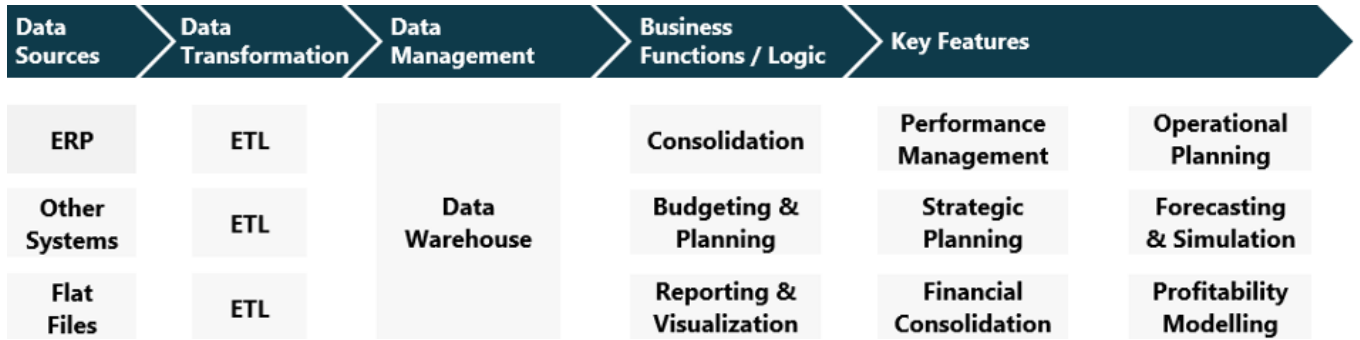 Data
Sources
Data
Transformation
Data
Management
Business
Functions / Logic
Key Features
ERP
ETL
Consolidation
Performance
Management
Operational
Planning
Other
Systems
ETL
Data
Warehouse
Budgeting &
Planning
Strategic
Planning
Forecasting
& Simulation
Flat
Files
ETL
Reporting &
Visualization
Financial
Consolidation
Profitability
Modelling